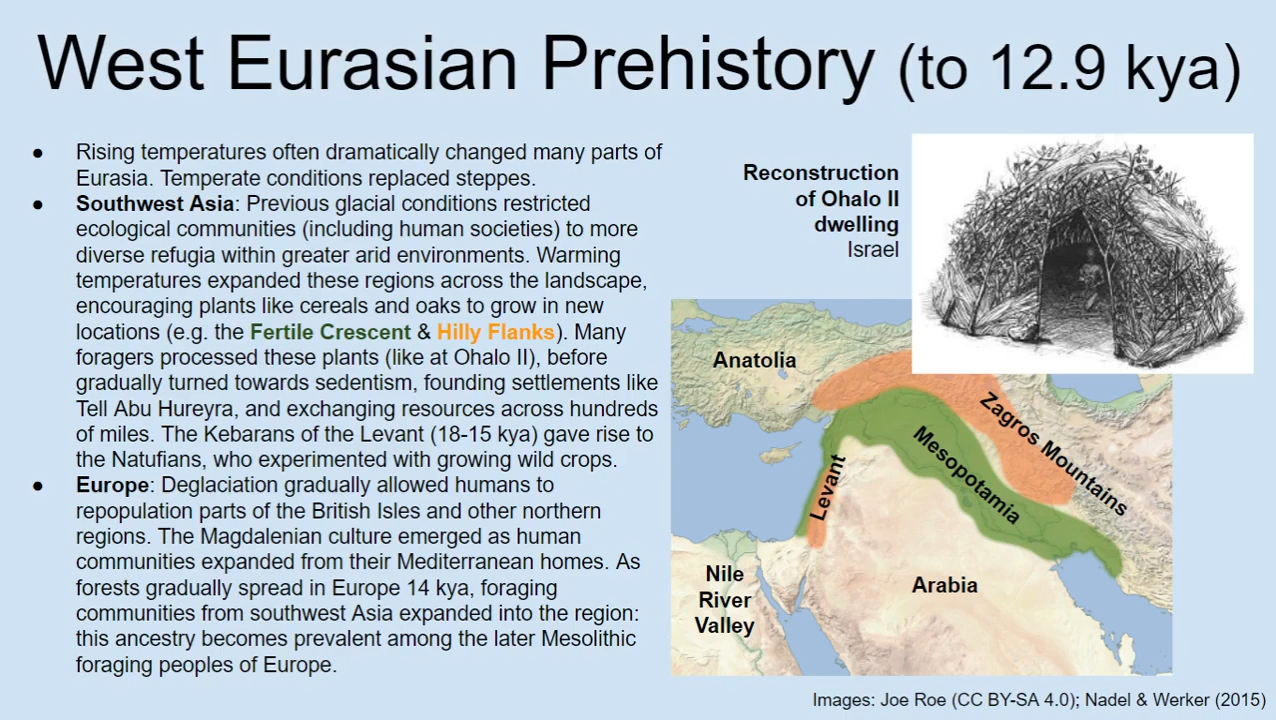 West Eurasian Prehistory (to 12.9 kya)
● Rising temperatures often dramatically changed many parts of
Eurasia. Temperate conditions replaced steppes.
● Southwest Asia: Previous glacial conditions restricted
ecological communities (including human societies) to more
diverse refugia within greater arid environments. Warming
temperatures expanded these regions across the landscape,
encouraging plants like cereals and oaks to grow in new
locations (e.g. the Fertile Crescent & Hilly Flanks). Many
foragers processed these plants (like at Ohalo II), before
gradually turned towards sedentism, founding settlements like
Tell Abu Hureyra, and exchanging resources across hundreds
of miles. The Kebarans of the Levant (18-15 kya) gave rise to
the Natufians, who experimented with growing wild crops.
● Europe: Deglaciation gradually allowed humans to
repopulation parts of the British Isles and other northern
regions. The Magdalenian culture emerged as human
communities expanded from their Mediterranean homes. As
forests gradually spread in Europe 14 kya, foraging
communities from southwest Asia expanded into the region:
this ancestry becomes prevalent among the later Mesolithic
foraging peoples of Europe.
Reconstruction
of Ohalo II
dwelling
Israel
Anatolia
Zagros Mountains
Mesopotamia
Levant
Nile
River
Valley
Arabia
Images: Joe Roe (CC BY-SA 4.0); Nadel & Werker (2015)